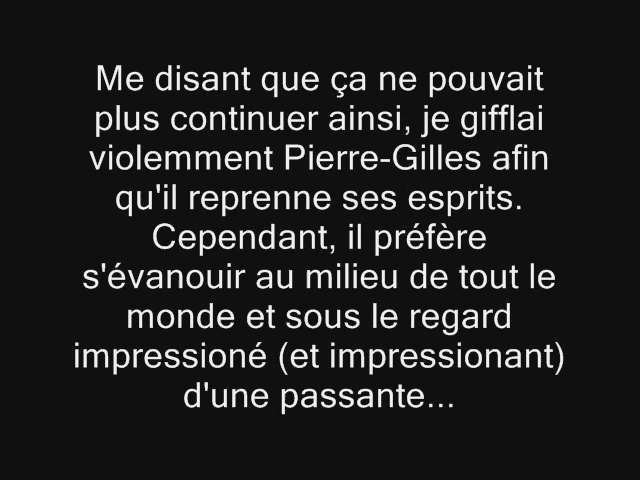 Me disant que ça ne pouvait
plus continuer ainsi, je gifflai
violemment Pierre-Gilles afin
qu'il reprenne ses esprits.
Cependant, il préfère
s'évanouir au milieu de tout le
monde et sous le regard
impressioné (et impressionant)
d'une passante...